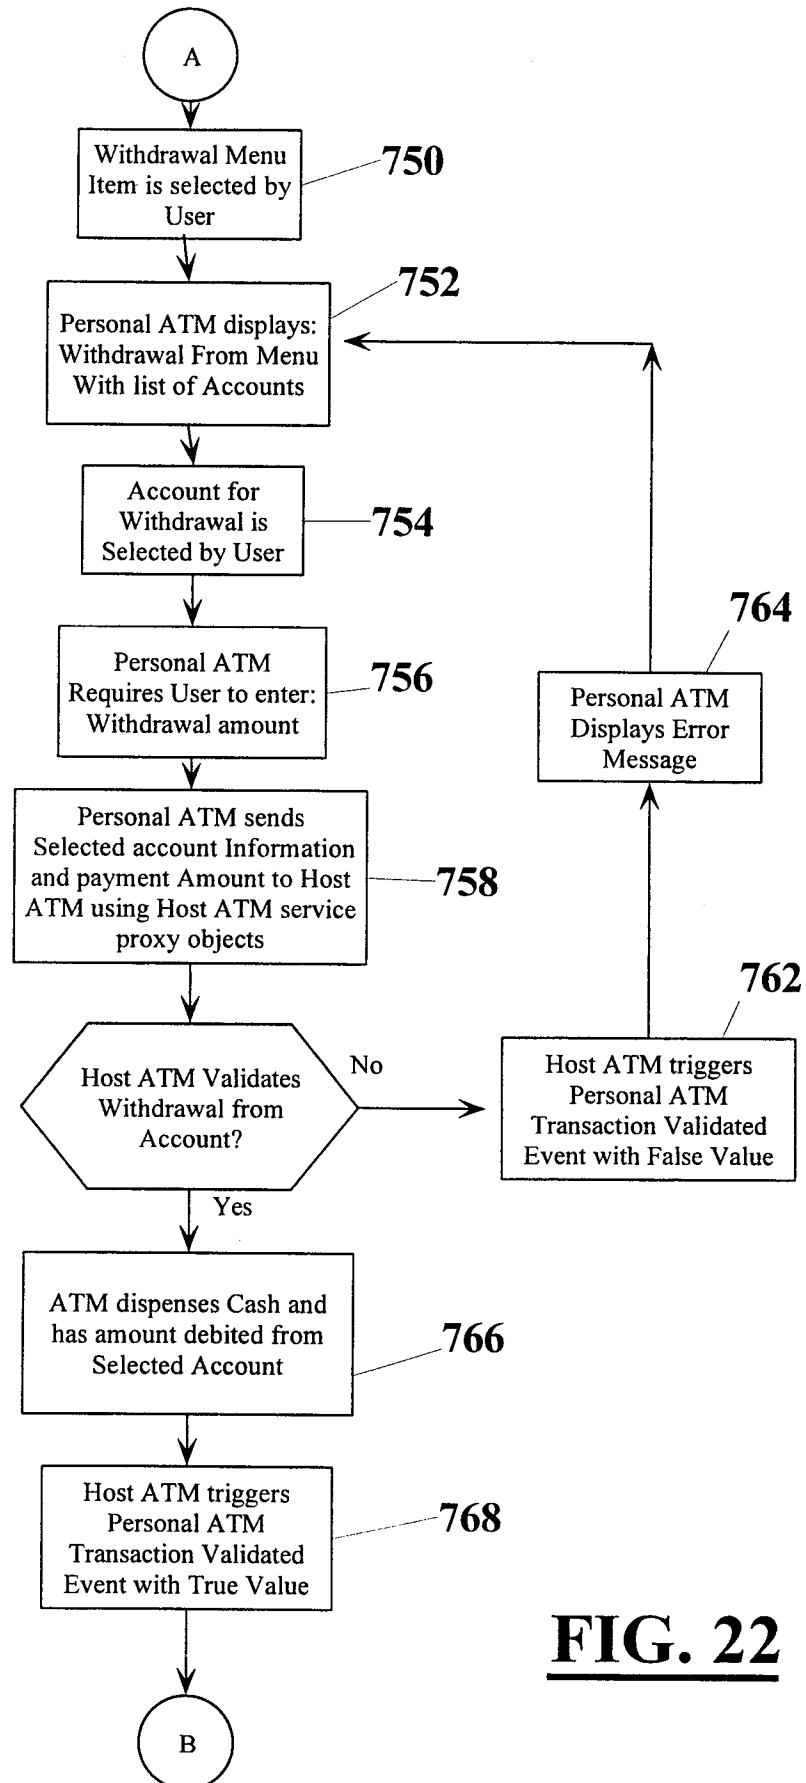 A
Withdrawal Menu
Item is selected by
User
750
752
Personal ATM displays:
Withdrawal From Menu
With list of Accounts
Account for
Withdrawal is
Selected by User
754
Personal ATM
Requires User to enter:
Withdrawal amount
756
764
Personal ATM
Displays Error
Message
Personal ATM sends
Selected account Information
and payment Amount to Host
ATM using Host ATM service
proxy objects
758
762
Host ATM triggers
Personal ATM
Transaction Validated
Event with False Value
Host ATM Validates
Withdrawal from
Account?
No
Yes
ATM dispenses Cash and
has amount debited from
Selected Account
766
Host ATM triggers
Personal ATM
Transaction Validated
Event with True Value
768
FIG. 22
B